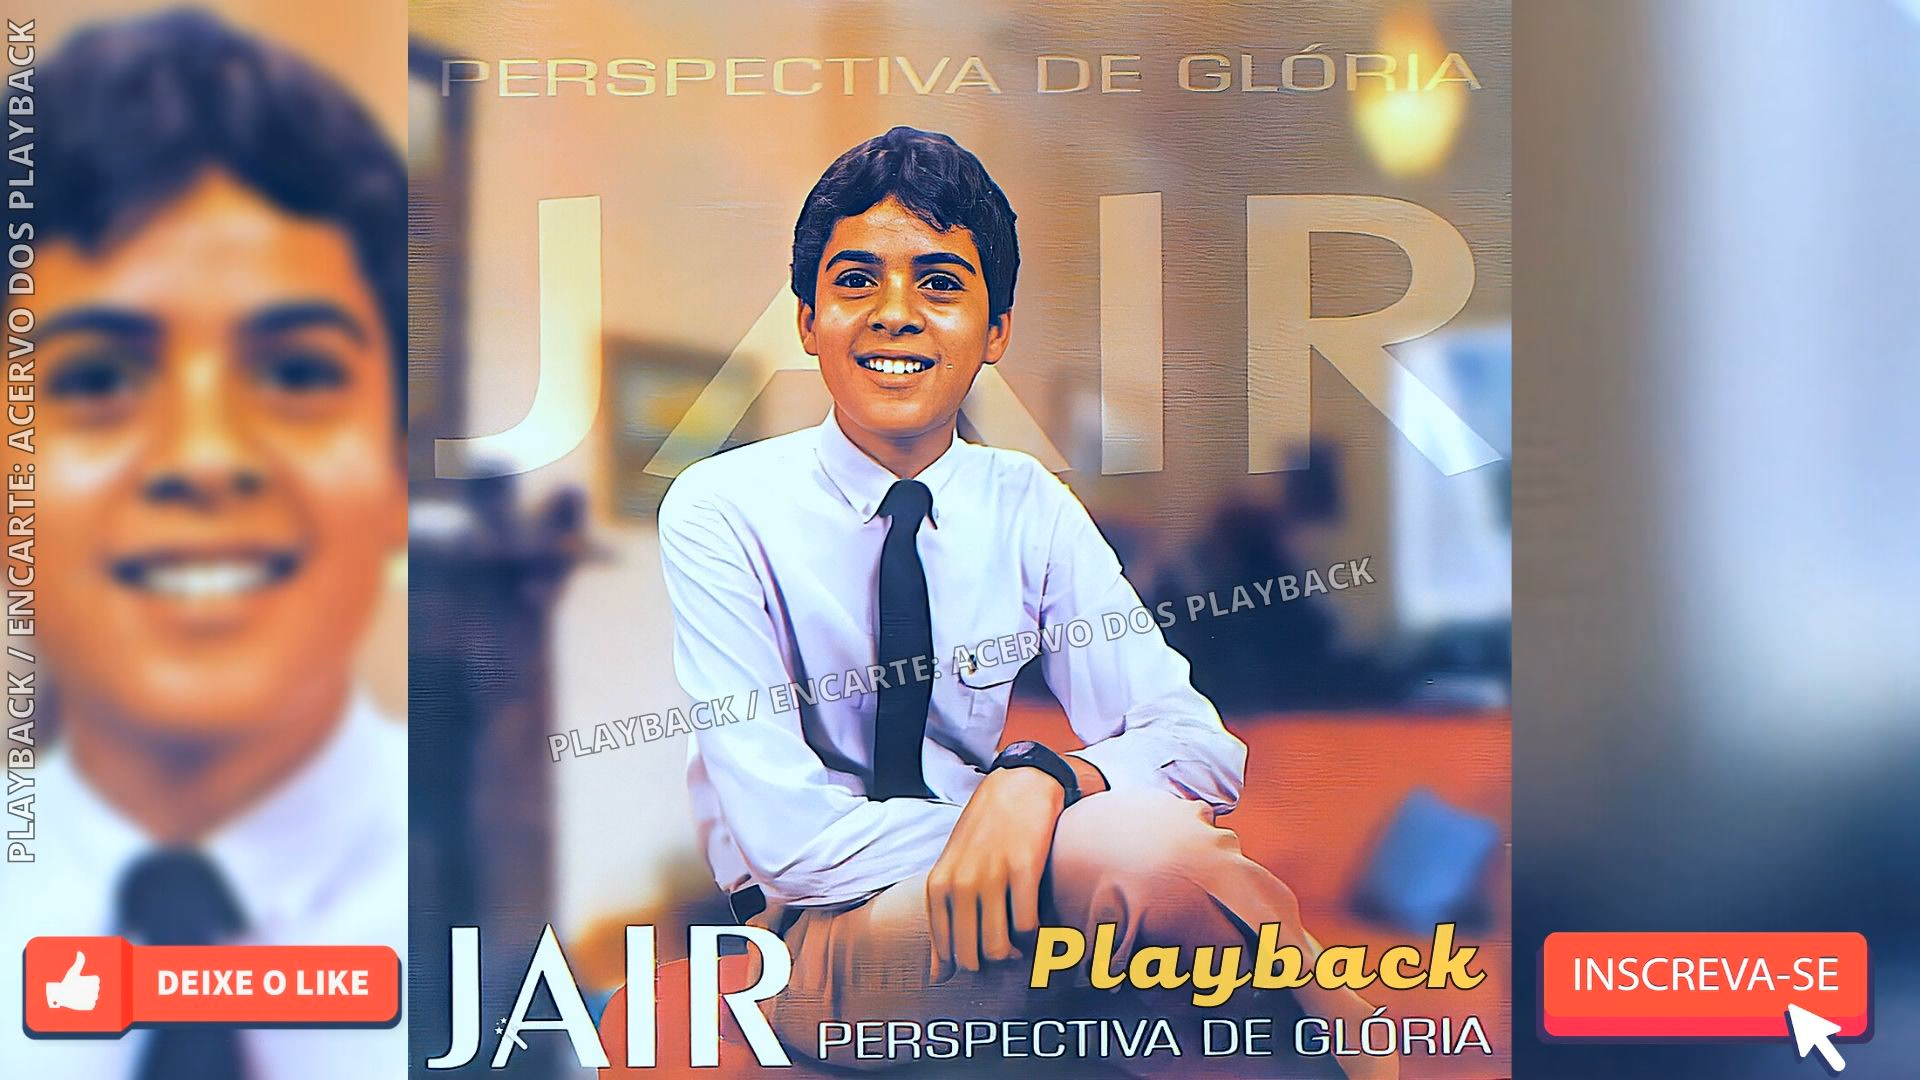 PLAYBACK / ENCARTE: ACERVO DOS PLAYBACK
PERSPECTIVA DE GLÓRIA
JAIR
PLAYBACK / ENCARTE: ACERVO DOS PLAYBACK
JAIR
Playback
PERSPECTIVA DE GLÓRIA
DEIXE O LIKE
INSCREVA-SE